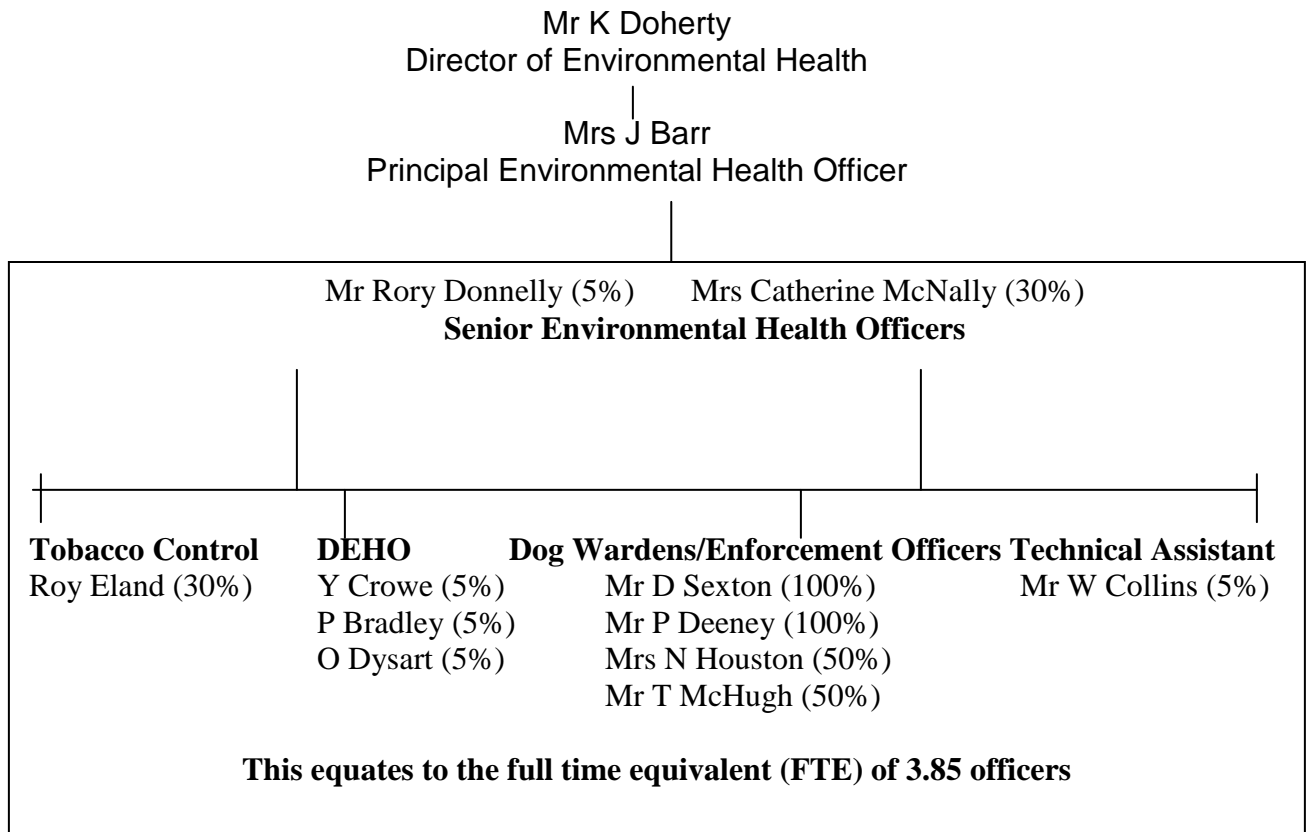 Mr K Doherty
Director of Environmental Health
Mrs J Barr
Principal Environmental Health Officer
Mr Rory Donnelly (5%) Mrs Catherine McNally (30%)
Senior Environmental Health Officers
Tobacco Control
Roy Eland (30%)
DEHO
Y Crowe (5%)
P Bradley (5%)
O Dysart (5%)
Dog Wardens/Enforcement Officers
Mr D Sexton (100%)
Mr P Deeney (100%)
Mrs N Houston (50%)
Mr T McHugh (50%)
Technical Assistant
Mr W Collins (5%)
This equates to the full time equivalent (FTE) of 3.85 officers